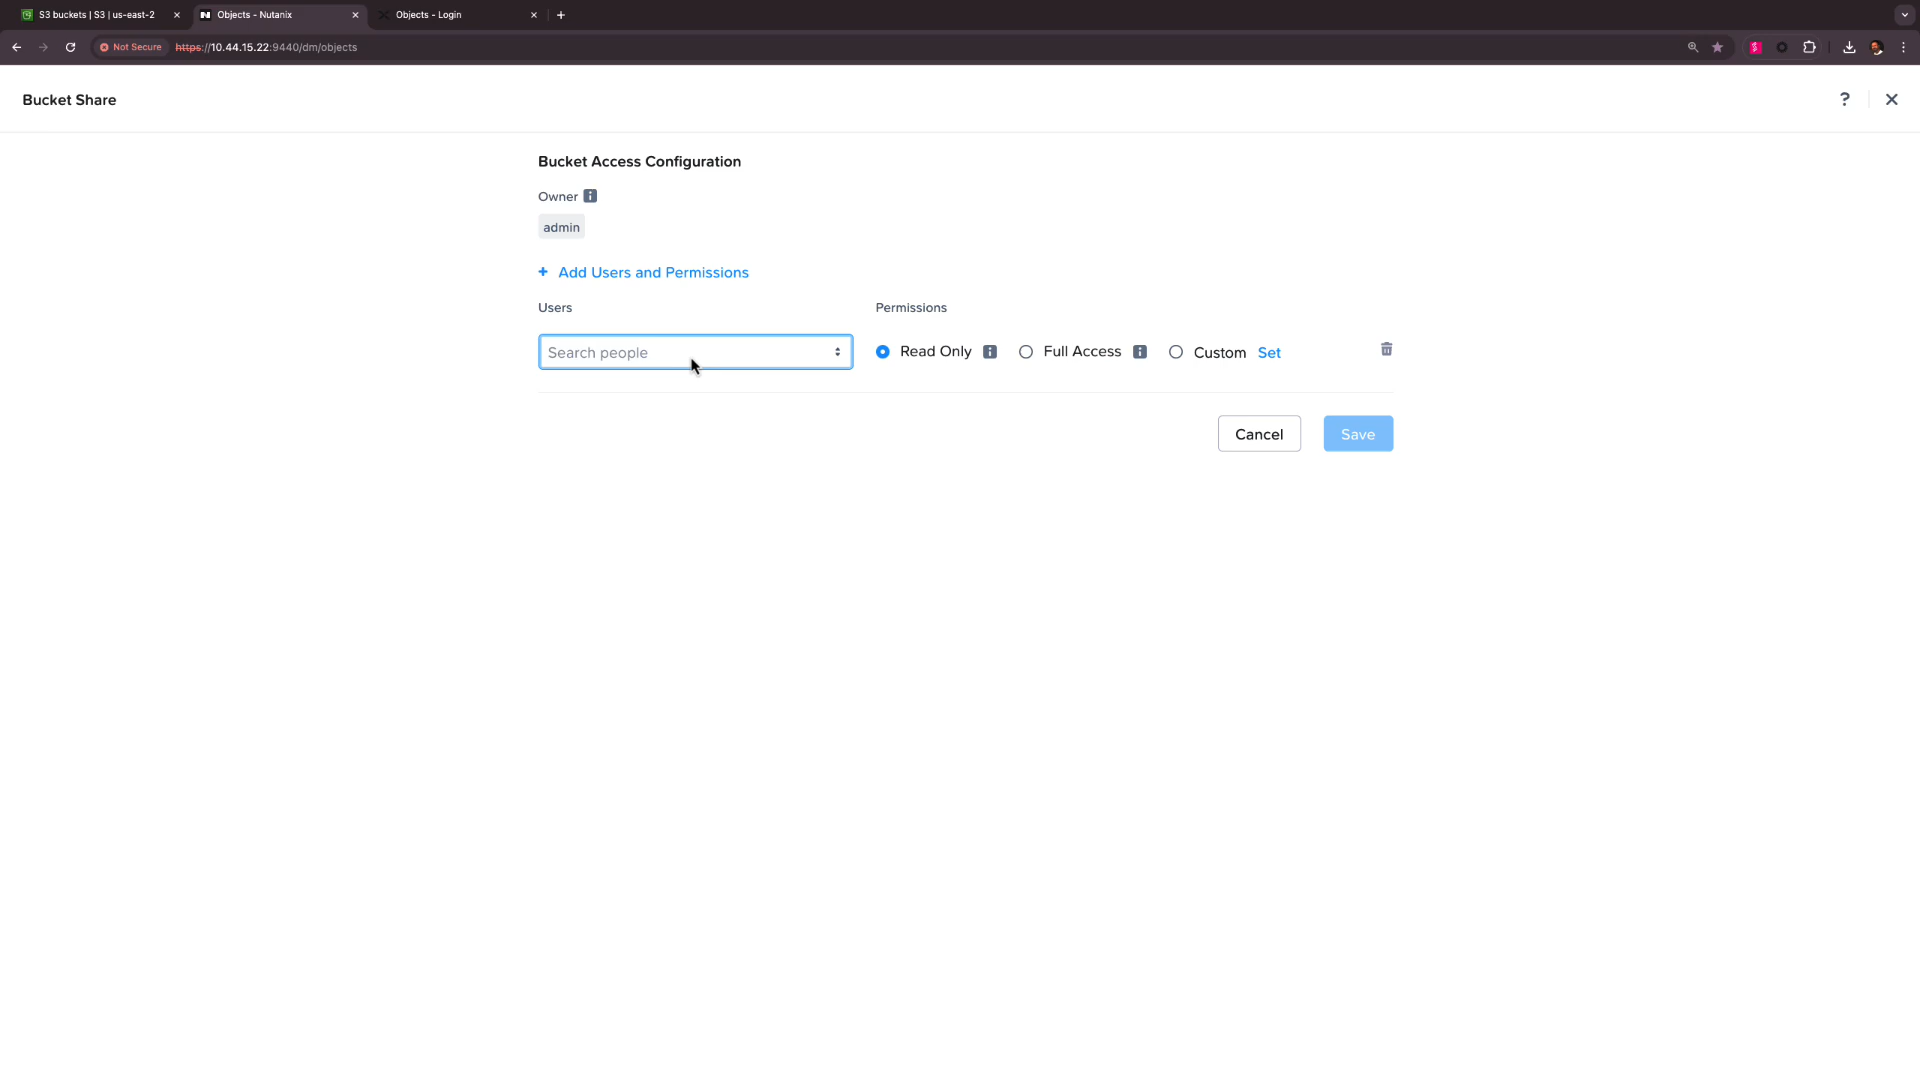 S3 buckets | S3 | us-east-2
Objects - Nutanix
Objects - Login
Not Secure
https://10.44.15.22:9440/dm/objects
Bucket Share
?
Bucket Access Configuration
Owner
admin
+ Add Users and Permissions
Users
Permissions
Search people
Read Only
Full Access
Custom
Set
Cancel
Save